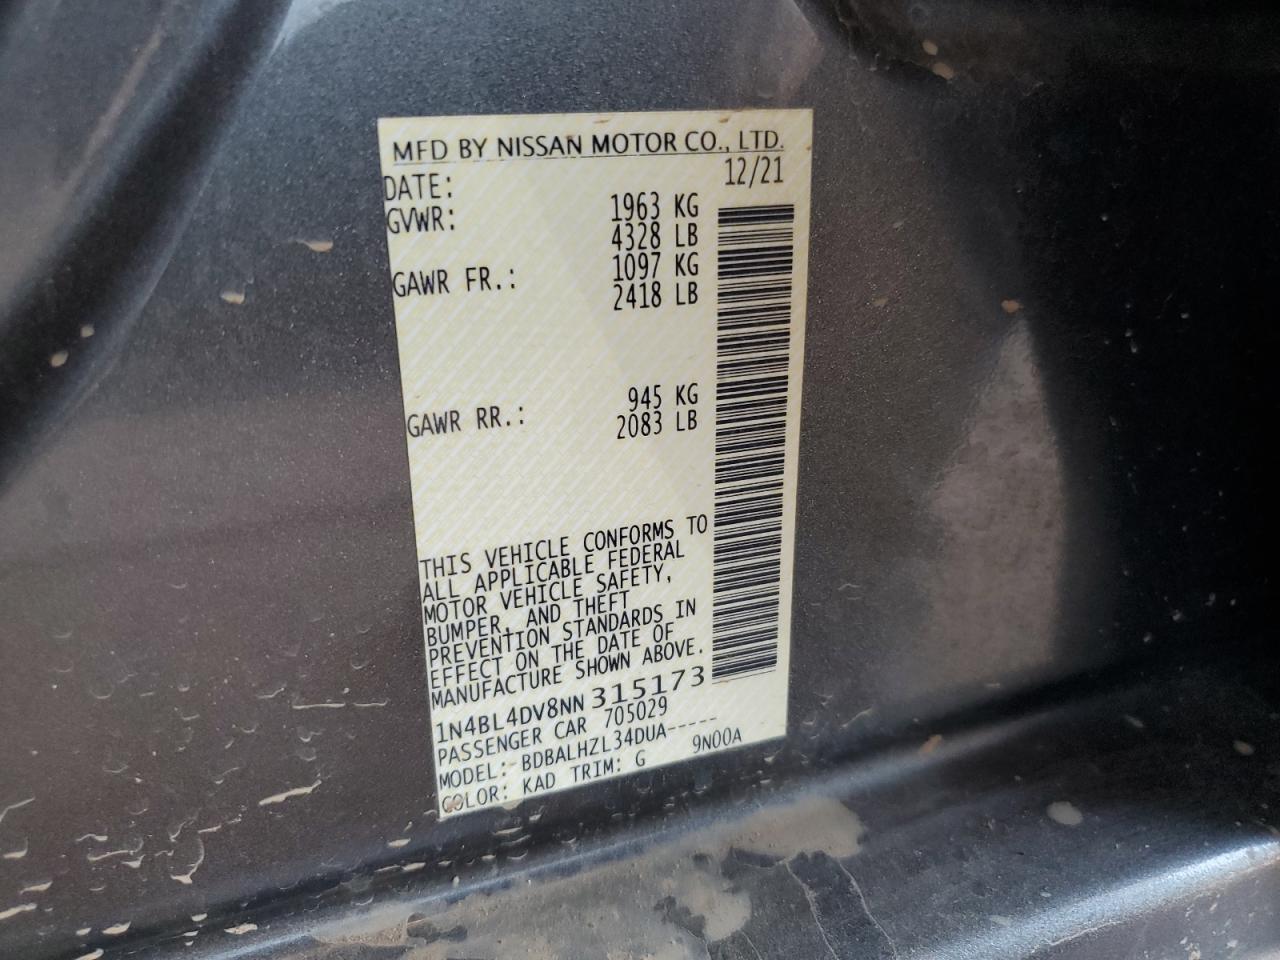 MFD BY NISSAN MOTOR CO., LTD.
DATE: 12/21
GVWR: 1963 KG
4328 LB
GAWR FR.: 1097 KG
2418 LB
GAWR RR.: 945 KG
2083 LB
THIS VEHICLE CONFORMS TO
ALL APPLICABLE FEDERAL
MOTOR VEHICLE SAFETY,
BUMPER, AND THEFT
PREVENTION STANDARDS IN
EFFECT ON THE DATE OF
MANUFACTURE SHOWN ABOVE.
1N4BL4DV8NN315173
PASSENGER CAR 705029
MODEL: BDBALHZL34DUA-----
COLOR: KAD TRIM: G 9N00A